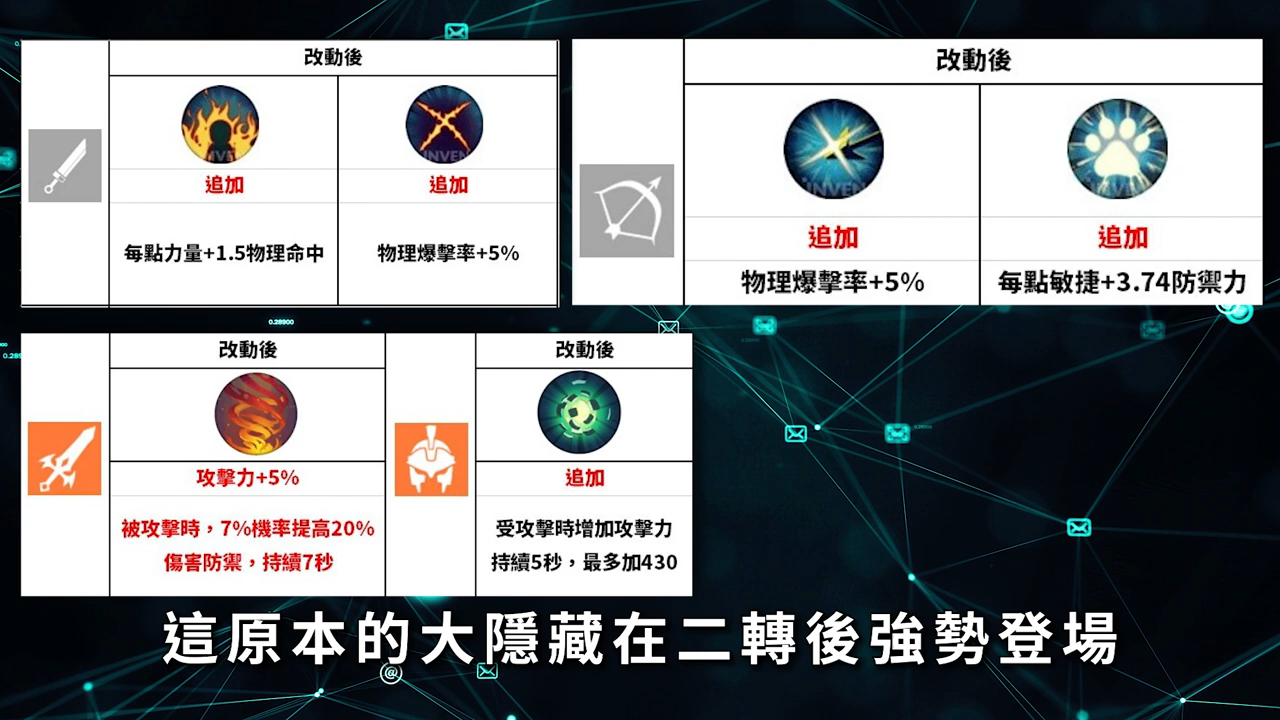 改動後
追加
追加
每點力量+1.5物理命中
物理爆擊率+5%
改動後
追加
追加
物理爆擊率+5%
每點敏捷+3.74防禦力
0.28900
改動後
攻擊力+5%
被攻擊時，7%機率提高20%
傷害防禦，持續7秒
改動後
追加
受攻擊時增加攻擊力
持續5秒，最多加430
這原本的大隱藏在二轉後強勢登場